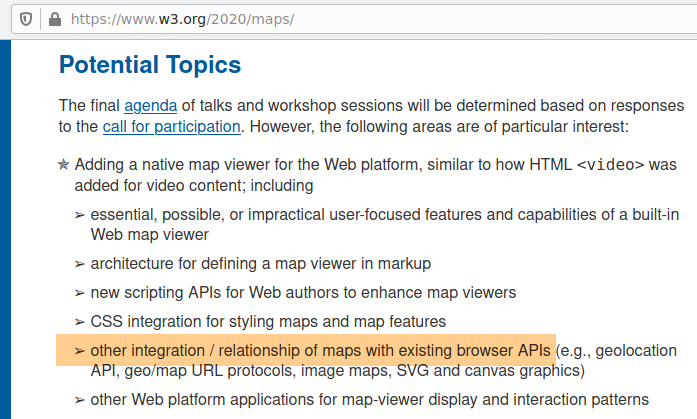 https://www.w3.org/2020/maps/
Potential Topics
The final agenda of talks and workshop sessions will be determined based on responses
to the call for participation. However, the following areas are of particular interest:
✯ Adding a native map viewer for the Web platform, similar to how HTML <video> was
added for video content; including
➢ essential, possible, or impractical user-focused features and capabilities of a built-in
Web map viewer
➢ architecture for defining a map viewer in markup
➢ new scripting APIs for Web authors to enhance map viewers
➢ CSS integration for styling maps and map features
➢ other integration / relationship of maps with existing browser APIs (e.g., geolocation
API, geo/map URL protocols, image maps, SVG and canvas graphics)
➢ other Web platform applications for map-viewer display and interaction patterns